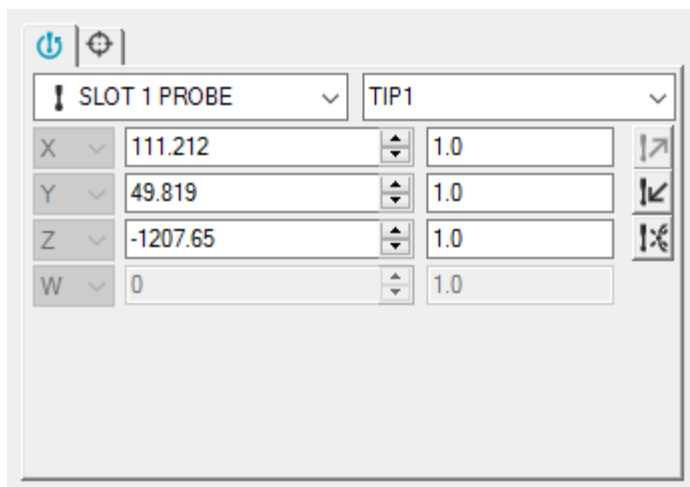 SLOT 1 PROBE TIP1
X 111.212 1.0
Y 49.819 1.0
Z -1207.65 1.0
W 0 1.0